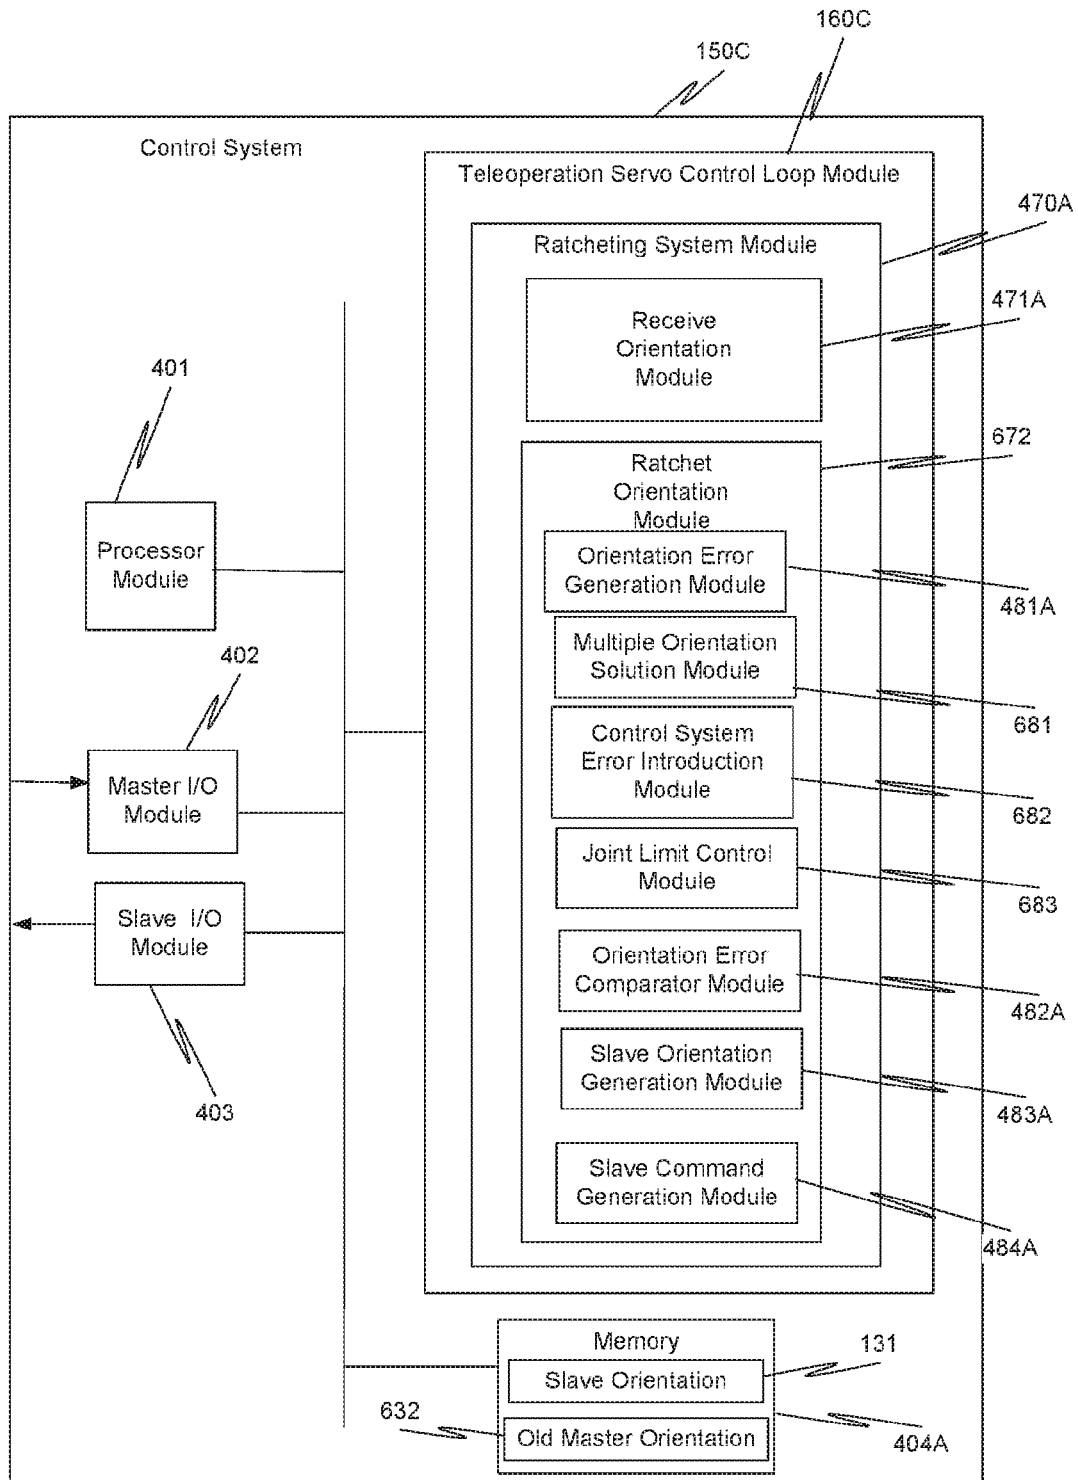 160C
150C
Control System
Teleoperation Servo Control Loop Module
470A
Ratcheting System Module
471A
Receive
Orientation
Module
401
672
Ratchet
Orientation
Module
Processor
Module
Orientation Error
Generation Module
481A
402
Multiple Orientation
Solution Module
681
Control System
Error Introduction
Module
682
Master I/O
Module
Joint Limit Control
Module
683
Slave I/O
Module
Orientation Error
Comparator Module
482A
Slave Orientation
Generation Module
483A
403
Slave Command
Generation Module
484A
Memory
131
Slave Orientation
632
Old Master Orientation
404A